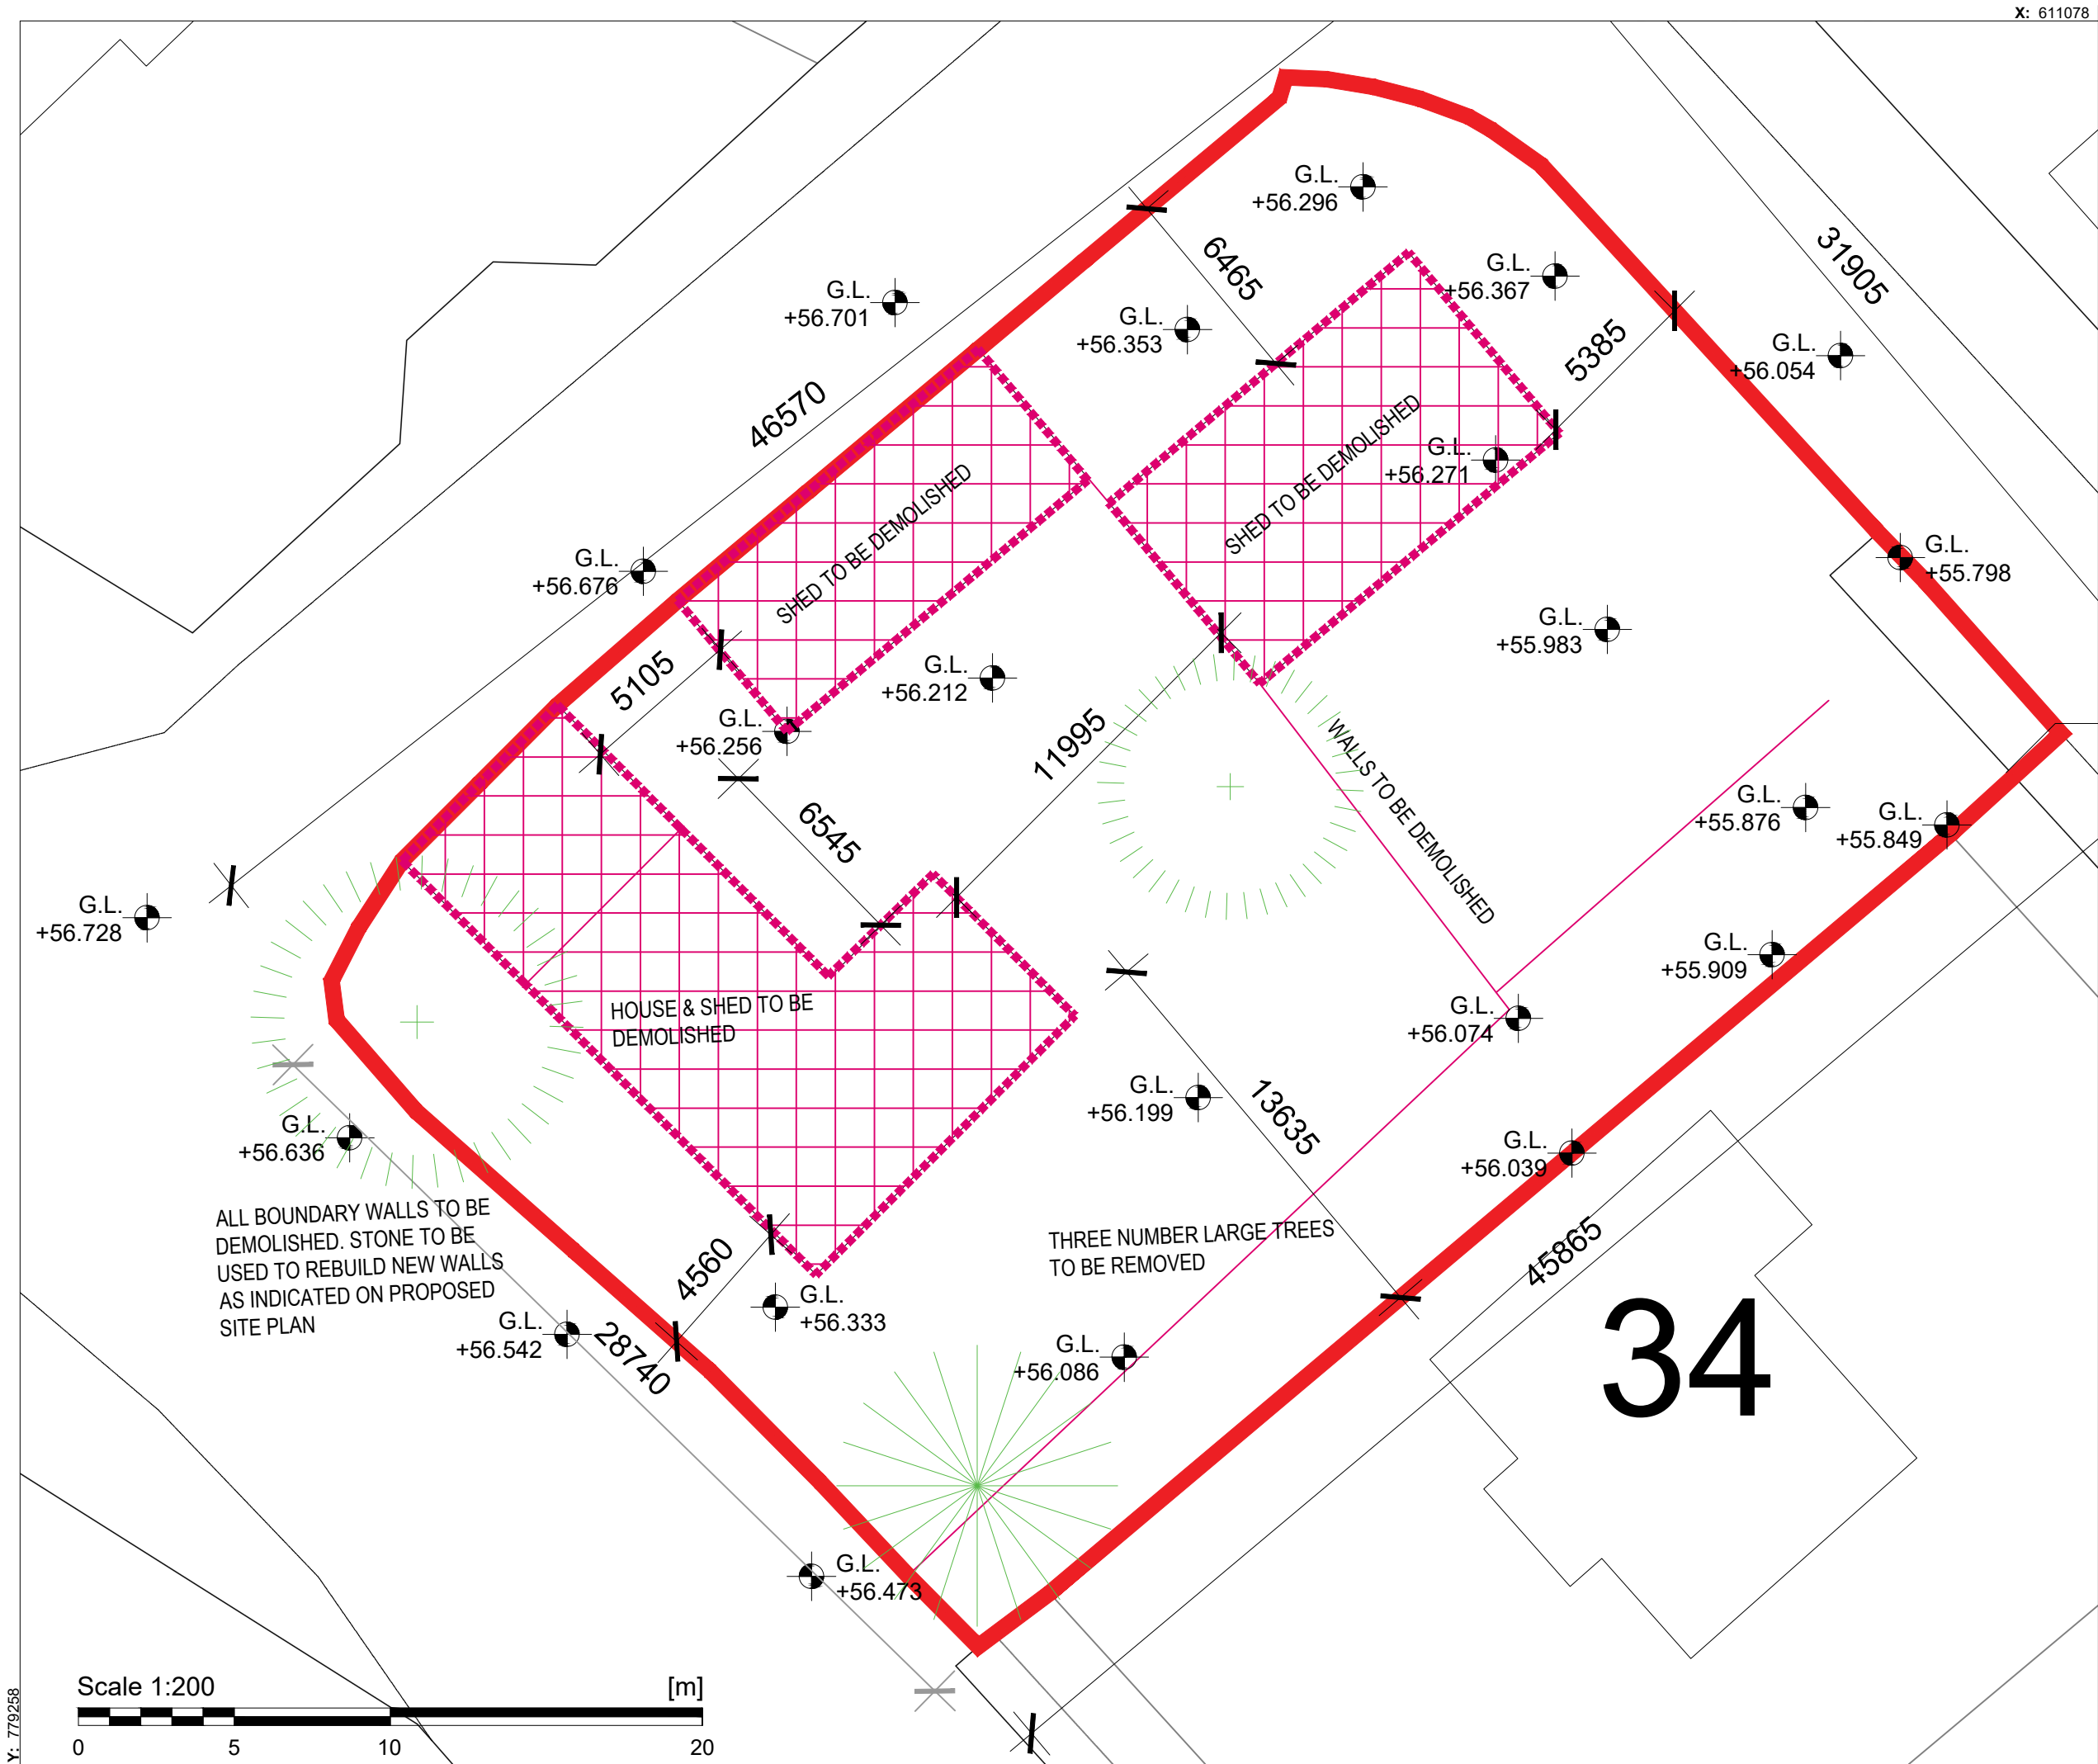 X: 611078
G.L.
+56.296
31905
6465
G.L.
+56.367
G.L.
+56.701
G.L.
+56.353
5385
G.L.
+56.054
46570
SHED TO BE DEMOLISHED
SHED TO BE DEMOLISHED
G.L.
+56.271
G.L.
+56.676
G.L.
+55.798
G.L.
+55.983
5105
G.L.
+56.212
G.L.
+56.256
11995
WALLS TO BE DEMOLISHED
6545
G.L.
+55.876
G.L.
+55.849
G.L.
+56.728
G.L.
+55.909
HOUSE & SHED TO BE
DEMOLISHED
G.L.
+56.074
G.L.
+56.199
13635
G.L.
+56.636
G.L.
+56.039
ALL BOUNDARY WALLS TO BE
DEMOLISHED. STONE TO BE
USED TO REBUILD NEW WALLS
AS INDICATED ON PROPOSED
SITE PLAN
THREE NUMBER LARGE TREES
TO BE REMOVED
45865
4560
G.L.
+56.333
G.L.
+56.542
28740
G.L.
+56.086
34
G.L.
+56.473
Scale 1:200
[m]
0 5 10 20
Y: 779258